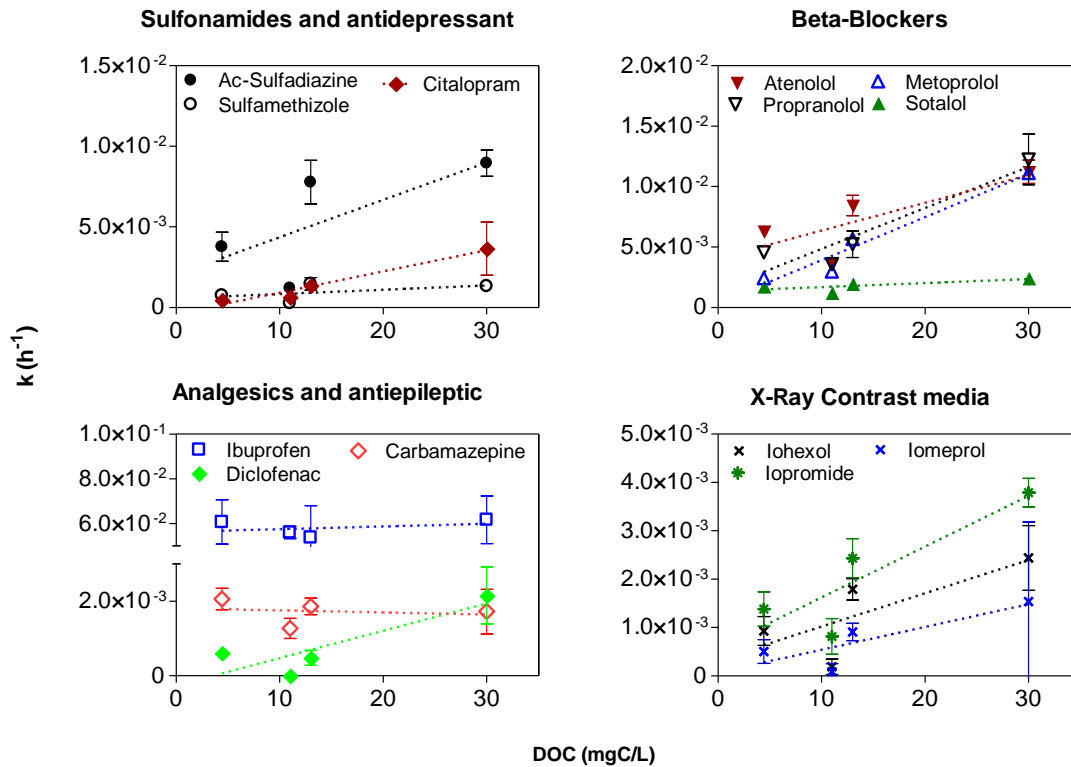 Sulfonamides and antidepressant
1.5×10⁻²
1.0×10⁻²
5.0×10⁻³
0
Ac-Sulfadiazine
Citalopram
Sulfamethizole
0 10 20 30
Beta-Blockers
2.0×10⁻²
1.5×10⁻²
1.0×10⁻²
5.0×10⁻³
0
Atenolol
Metoprolol
Propranolol
Sotalol
0 10 20 30
k (h⁻¹)
Analgesics and antiepileptic
1.0×10⁻¹
8.0×10⁻²
6.0×10⁻²
2.0×10⁻³
0
Ibuprofen
Carbamazepine
Diclofenac
0 10 20 30
X-Ray Contrast media
5.0×10⁻³
4.0×10⁻³
3.0×10⁻³
2.0×10⁻³
1.0×10⁻³
0
Iohexol
Iomeprol
Iopromide
0 10 20 30
DOC (mgC/L)